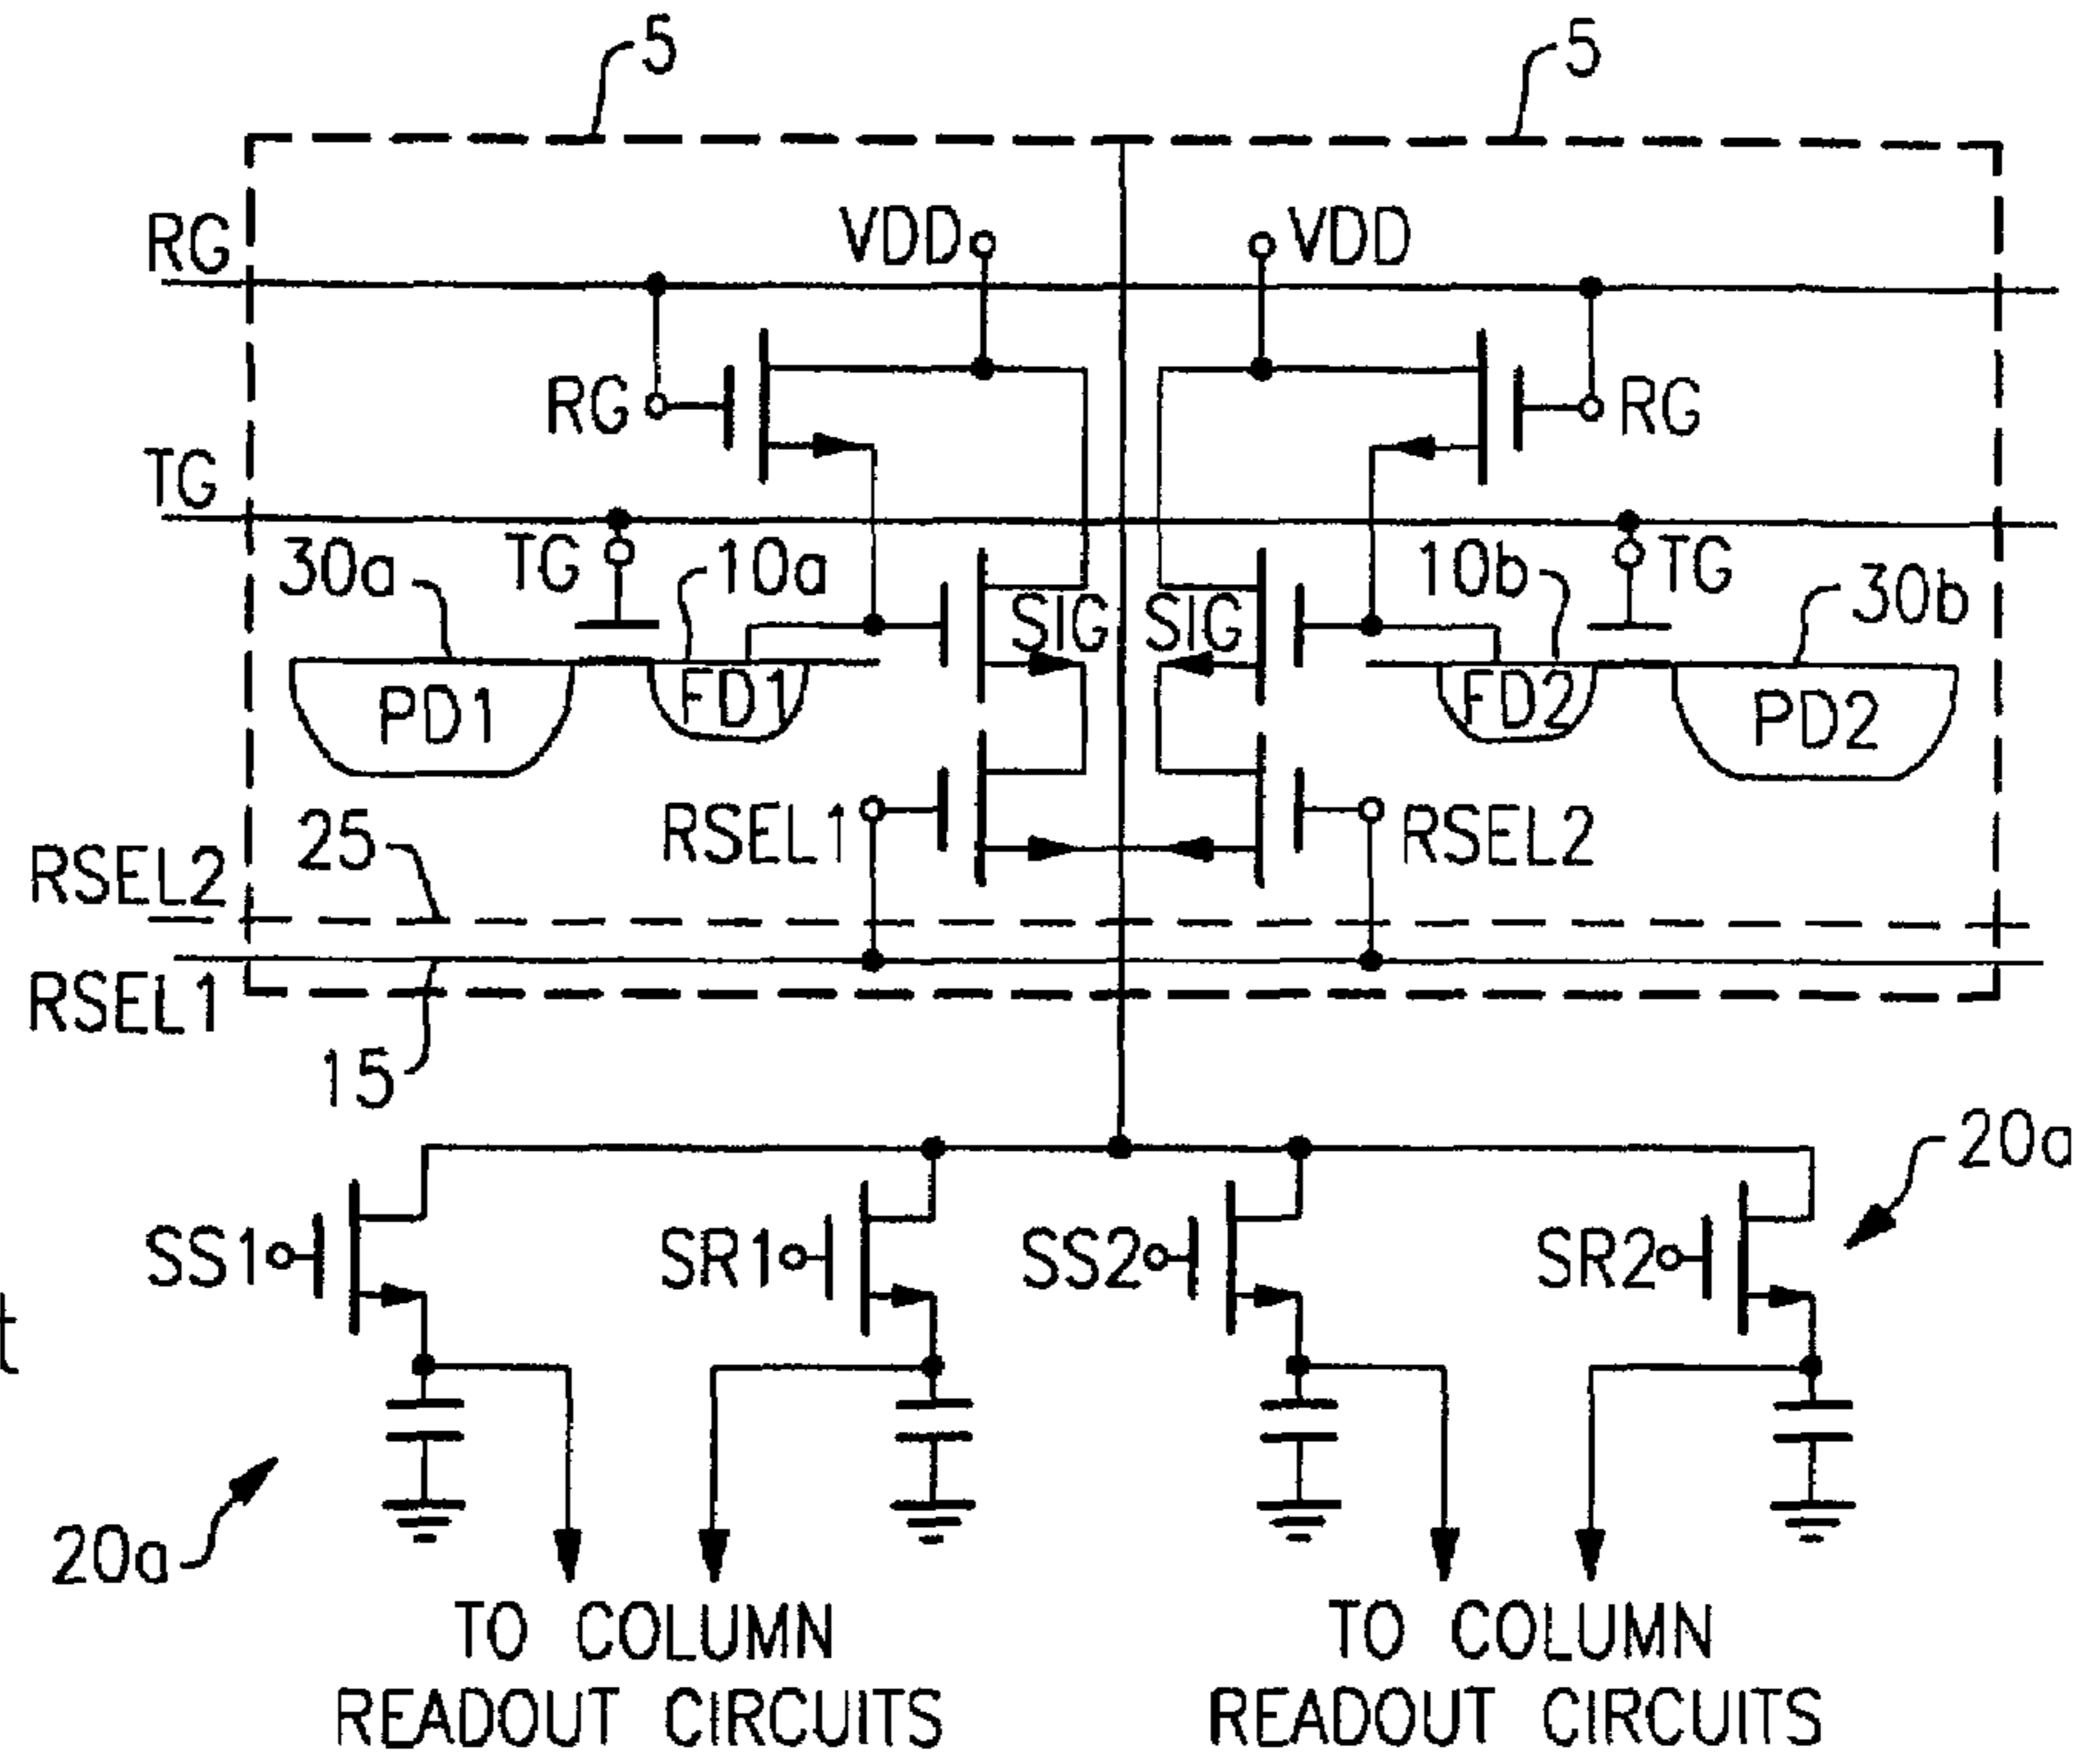 5 5
RG VDD VDD
RG RG
TG
30a TG 10a 10b TG 30b
SIG SIG
PD1 FD1 FD2 PD2
RSEL1 RSEL2
25
RSEL2
RSEL1
15
20a
SS1 SR1 SS2 SR2
t
20a
TO COLUMN TO COLUMN
READOUT CIRCUITS READOUT CIRCUITS